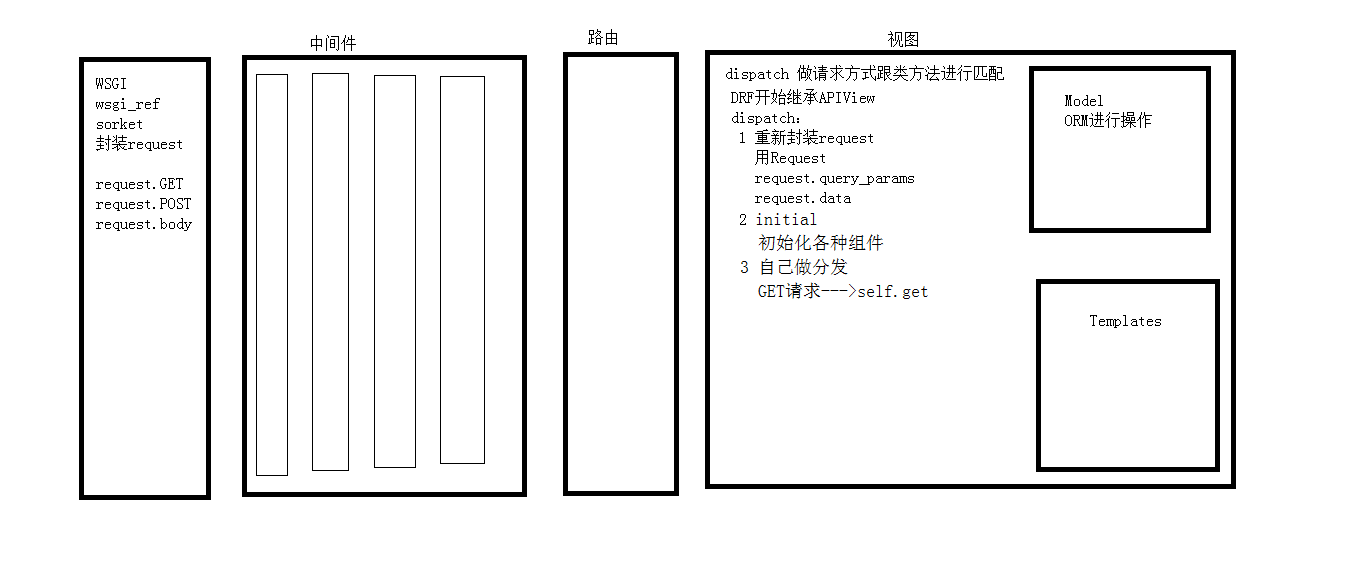 中间件
路由
视图
WSGI
wsgi_ref
sorket
封装request
request.GET
request.POST
request.body
dispatch 做请求方式跟类方法进行匹配
DRF开始继承APIView
dispatch:
1 重新封装request
用Request
request.query_params
request.data
2 initial
初始化各种组件
3 自己做分发
GET请求--->self.get
Model
ORM进行操作
Templates